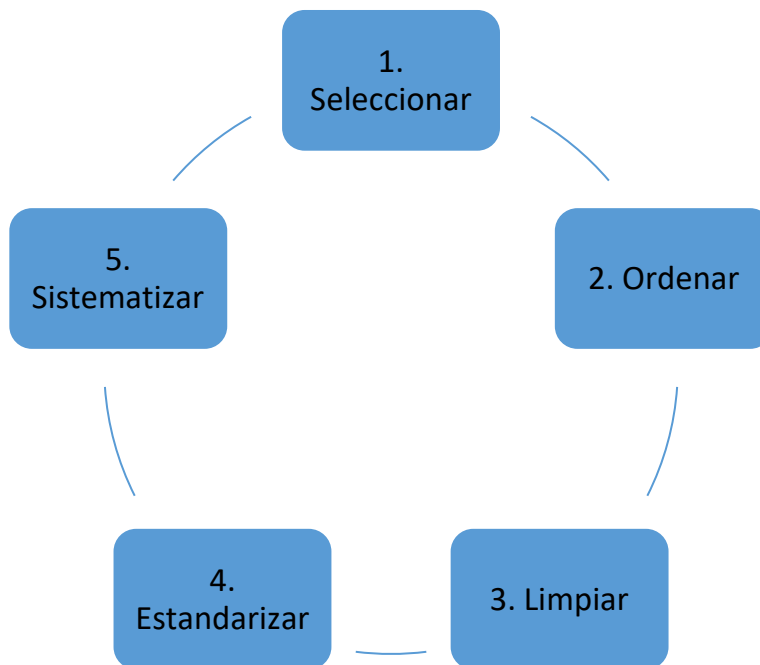 1.
Seleccionar
2. Ordenar
3. Limpiar
4.
Estandarizar
5.
Sistematizar